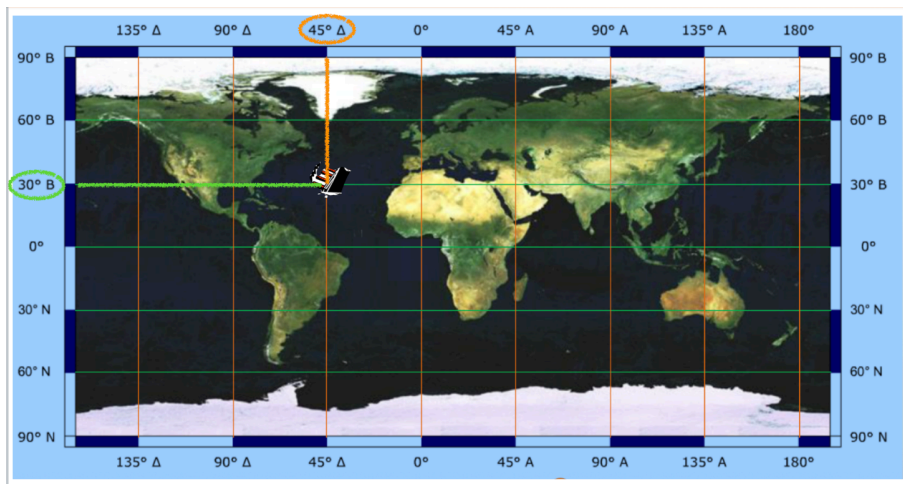 135° Δ 90° Δ 45° Δ 0° 45° Α 90° Α 135° Α 180°
90° Β 90° Β
60° Β 60° Β
30° Β 30° Β
0° 0°
30° Ν 30° Ν
60° Ν 60° Ν
90° Ν 90° Ν
135° Δ 90° Δ 45° Δ 0° 45° Α 90° Α 135° Α 180°